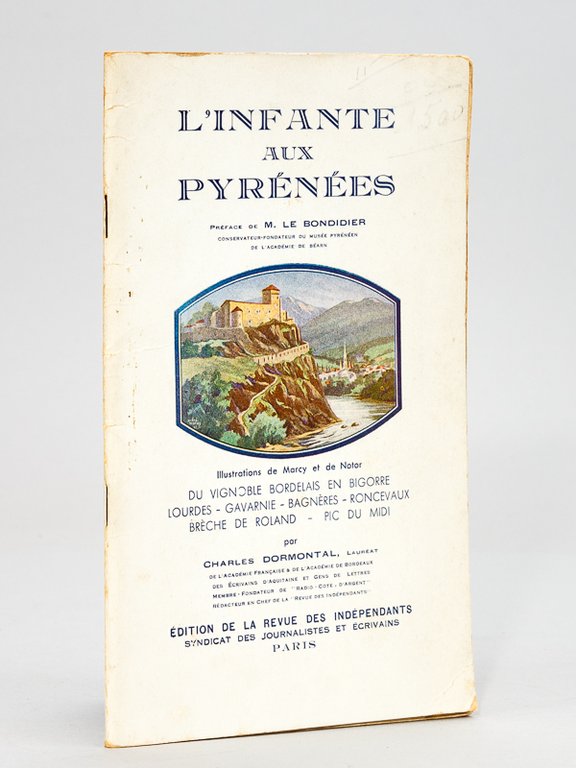 L'INFANTE
AUX
PYRÉNÉES
PRÉFACE DE M. LE BONDIDIER
CONSERVATEUR-FONDATEUR DU MUSÉE PYRÉNÉEN
DE L'ACADÉMIE DE BÉARN
Illustrations de Marcy et de Notor
DU VIGNOBLE BORDELAIS EN BIGORRE
LOURDES - GAVARNIE - BAGNÈRES - RONCEVAUX
BRÈCHE DE ROLAND - PIC DU MIDI
par
CHARLES DORMONTAL, LAURÉAT
DE L'ACADÉMIE FRANÇAISE & DE L'ACADÉMIE DE BORDEAUX
DES ÉCRIVAINS D'AQUITAINE ET GENS DE LETTRES
MEMBRE-FONDATEUR DE "RADIO-COTE-D'ARGENT"
RÉDACTEUR EN CHEF DE LA "REVUE DES INDÉPENDANTS"
ÉDITION DE LA REVUE DES INDÉPENDANTS
SYNDICAT DES JOURNALISTES ET ÉCRIVAINS
PARIS